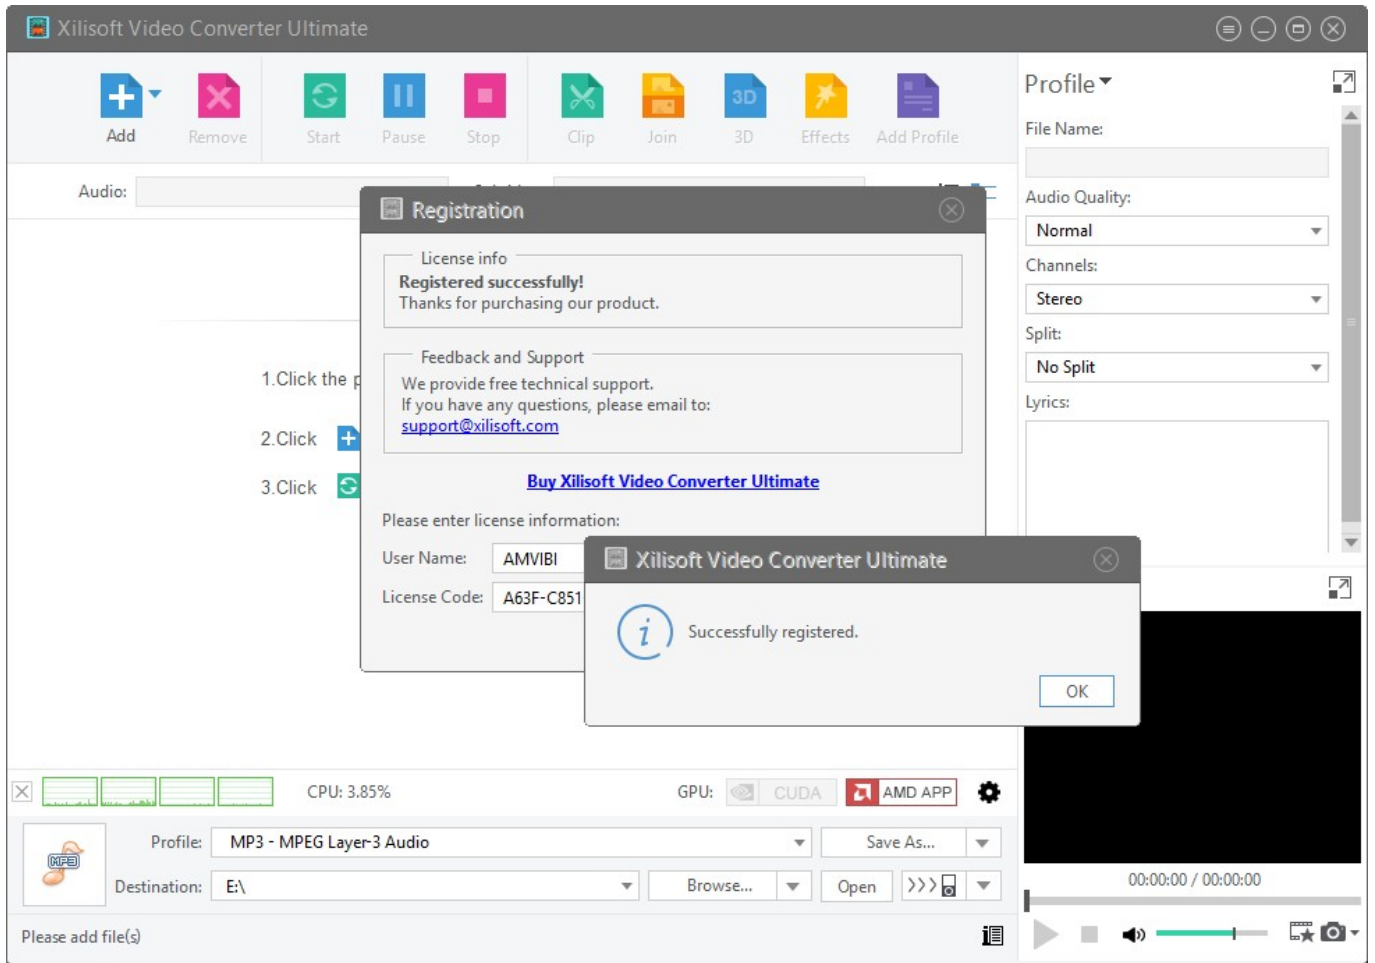 Xilisoft Video Converter Ultimate
Add
Remove
Start
Pause
Stop
Clip
Join
3D
3D
Effects
Add Profile
Audio:
Profile
File Name:
Audio Quality:
Normal
Channels:
Stereo
Split:
No Split
Lyrics:
1.Click the
2.Click
3.Click
Registration
License info
Registered successfully!
Thanks for purchasing our product.
Feedback and Support
We provide free technical support.
If you have any questions, please email to:
support@xilisoft.com
Buy Xilisoft Video Converter Ultimate
Please enter license information:
User Name: AMVIBI
License Code: A63F-C851
Xilisoft Video Converter Ultimate
Successfully registered.
OK
CPU: 3.85%
GPU: CUDA AMD APP
Profile: MP3 - MPEG Layer-3 Audio Save As...
Destination: E:\ Browse... Open
Please add file(s)
00:00:00 / 00:00:00